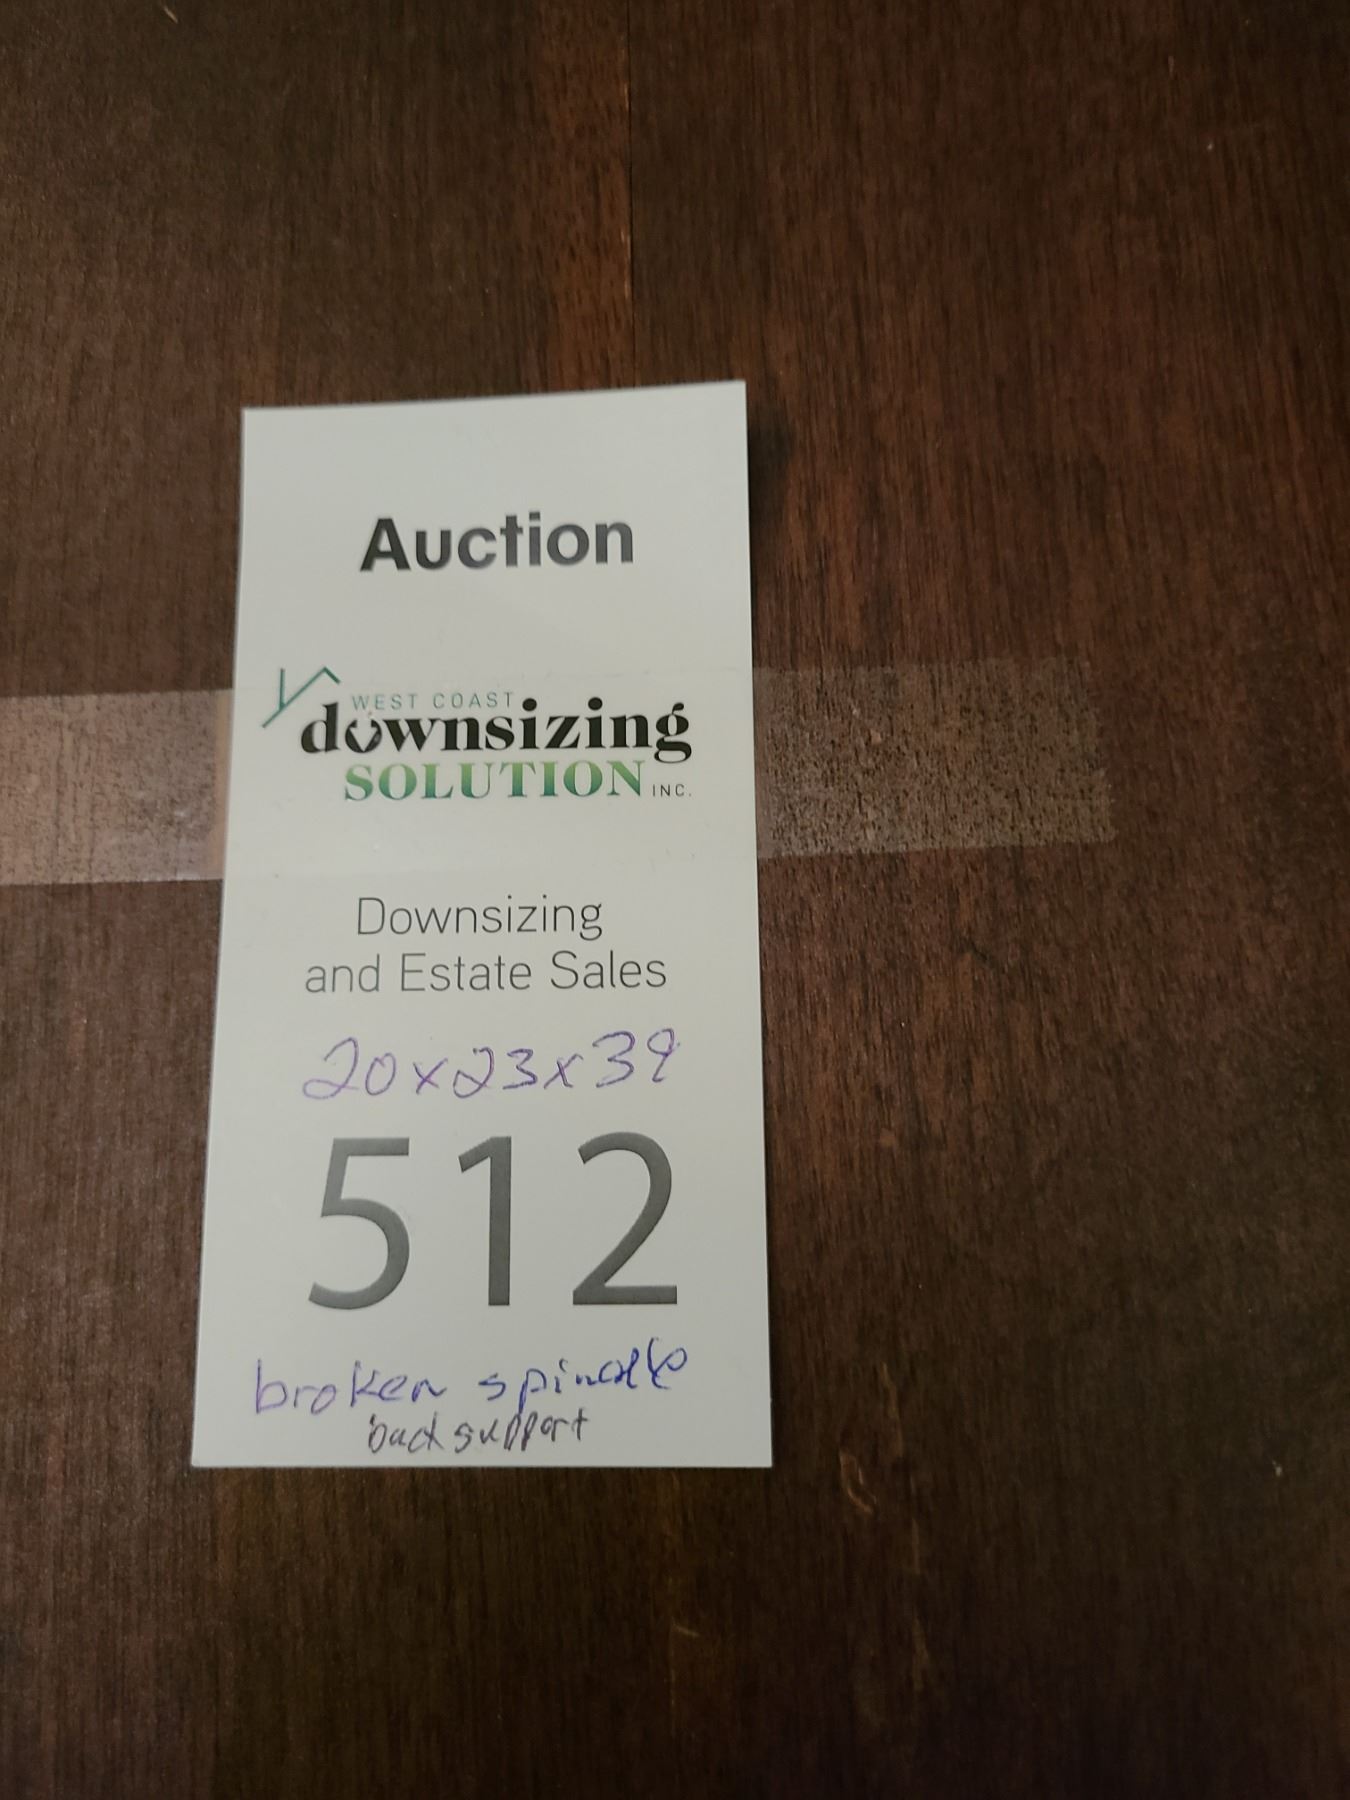 Auction
WEST COAST
downsizing
SOLUTION INC.
Downsizing
and Estate Sales
20x23x39
512
broken spindle
back support